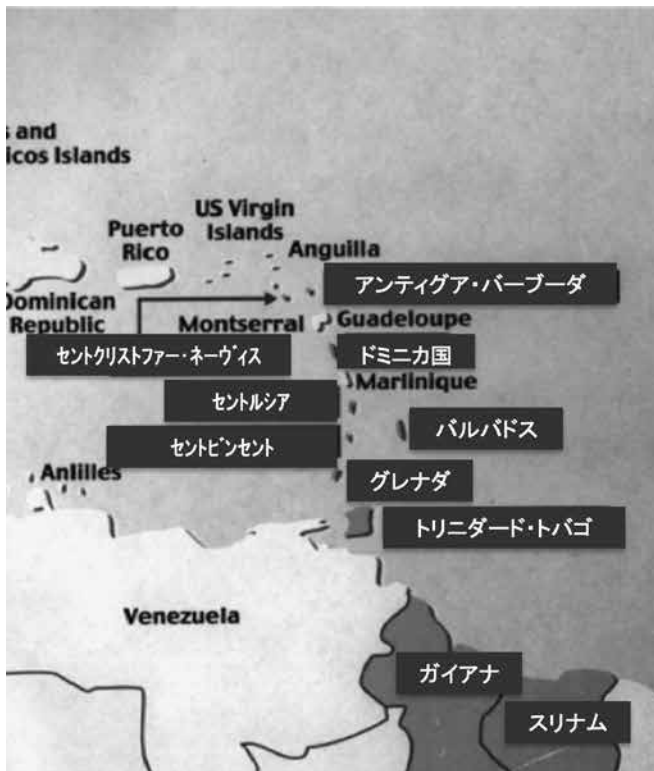 s and
icos Islands
US Virgin
Islands
Puerto
Rico
Anguilla
アンティグア・バーブーダ
Dominican
Republic
Montserral
Guadeloupe
セントクリストファー・ネーヴィス
ドミニカ国
Marlinique
セントルシア
バルバドス
セントビンセント
Anlilles
グレナダ
トリニダード・トバゴ
Venezuela
ガイアナ
スリナム